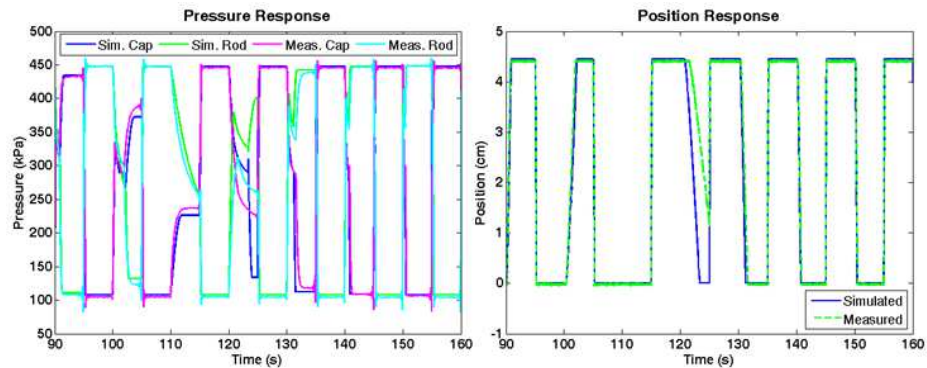 Pressure Response
500
450
400
350
300
250
200
150
100
50
90 100 110 120 130 140 150 160
Pressure (kPa)
Time (s)
Sim. Cap Sim. Rod Meas. Cap Meas. Rod
Position Response
5
4
3
2
1
0
-1
90 100 110 120 130 140 150 160
Position (cm)
Time (s)
Simulated
Measured